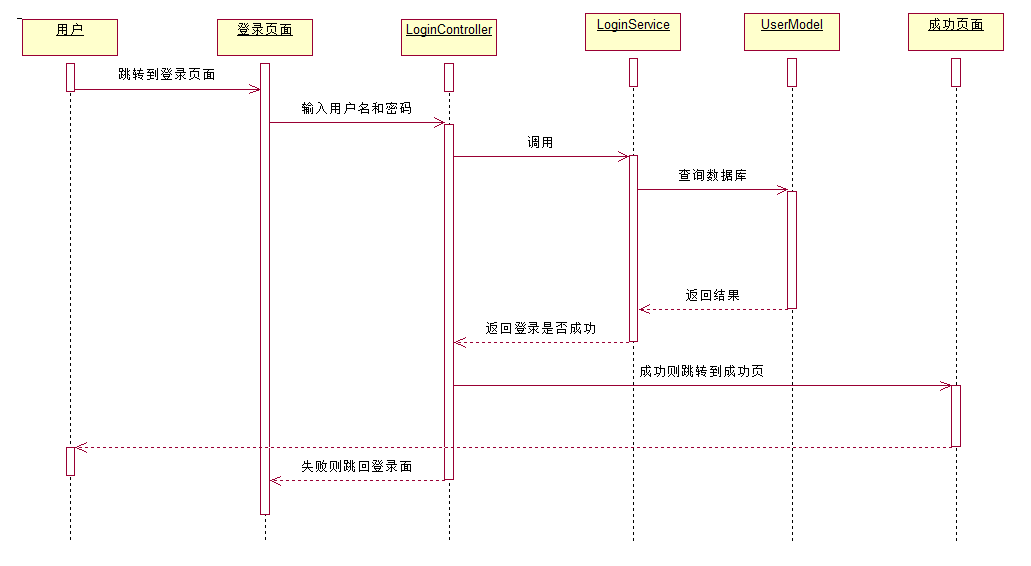 用户
登录页面
LoginController
LoginService
UserModel
成功页面
跳转到登录页面
输入用户名和密码
调用
查询数据库
返回结果
返回登录是否成功
成功则跳转到成功页
失败则跳回登录面